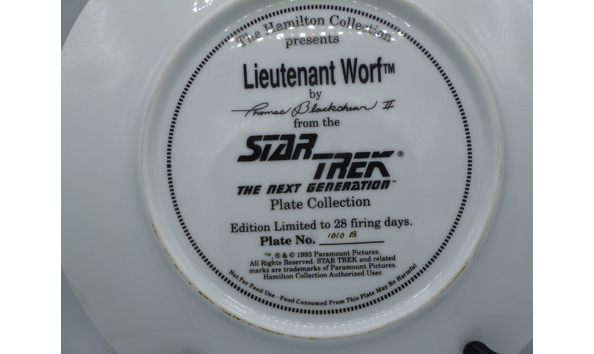 The Hamilton Collection
presents
Lieutenant Worf™
by
Thomas Blackshear II
from the
STAR TREK®
THE NEXT GENERATION™
Plate Collection
Edition Limited to 28 firing days.
Plate No. 1010 B
™, ® & © 1993 Paramount Pictures.
All Rights Reserved. STAR TREK and related
marks are trademarks of Paramount Pictures.
Hamilton Collection Authorized User.
Not For Food Use - Food Consumed From This Plate May Be Harmful